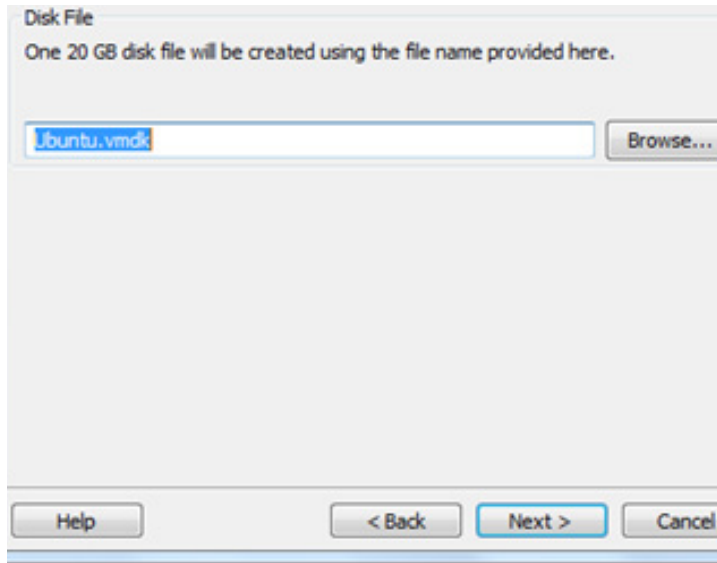 Disk File
One 20 GB disk file will be created using the file name provided here.
Ubuntu.vmdk
Browse...
Help
< Back
Next >
Cancel